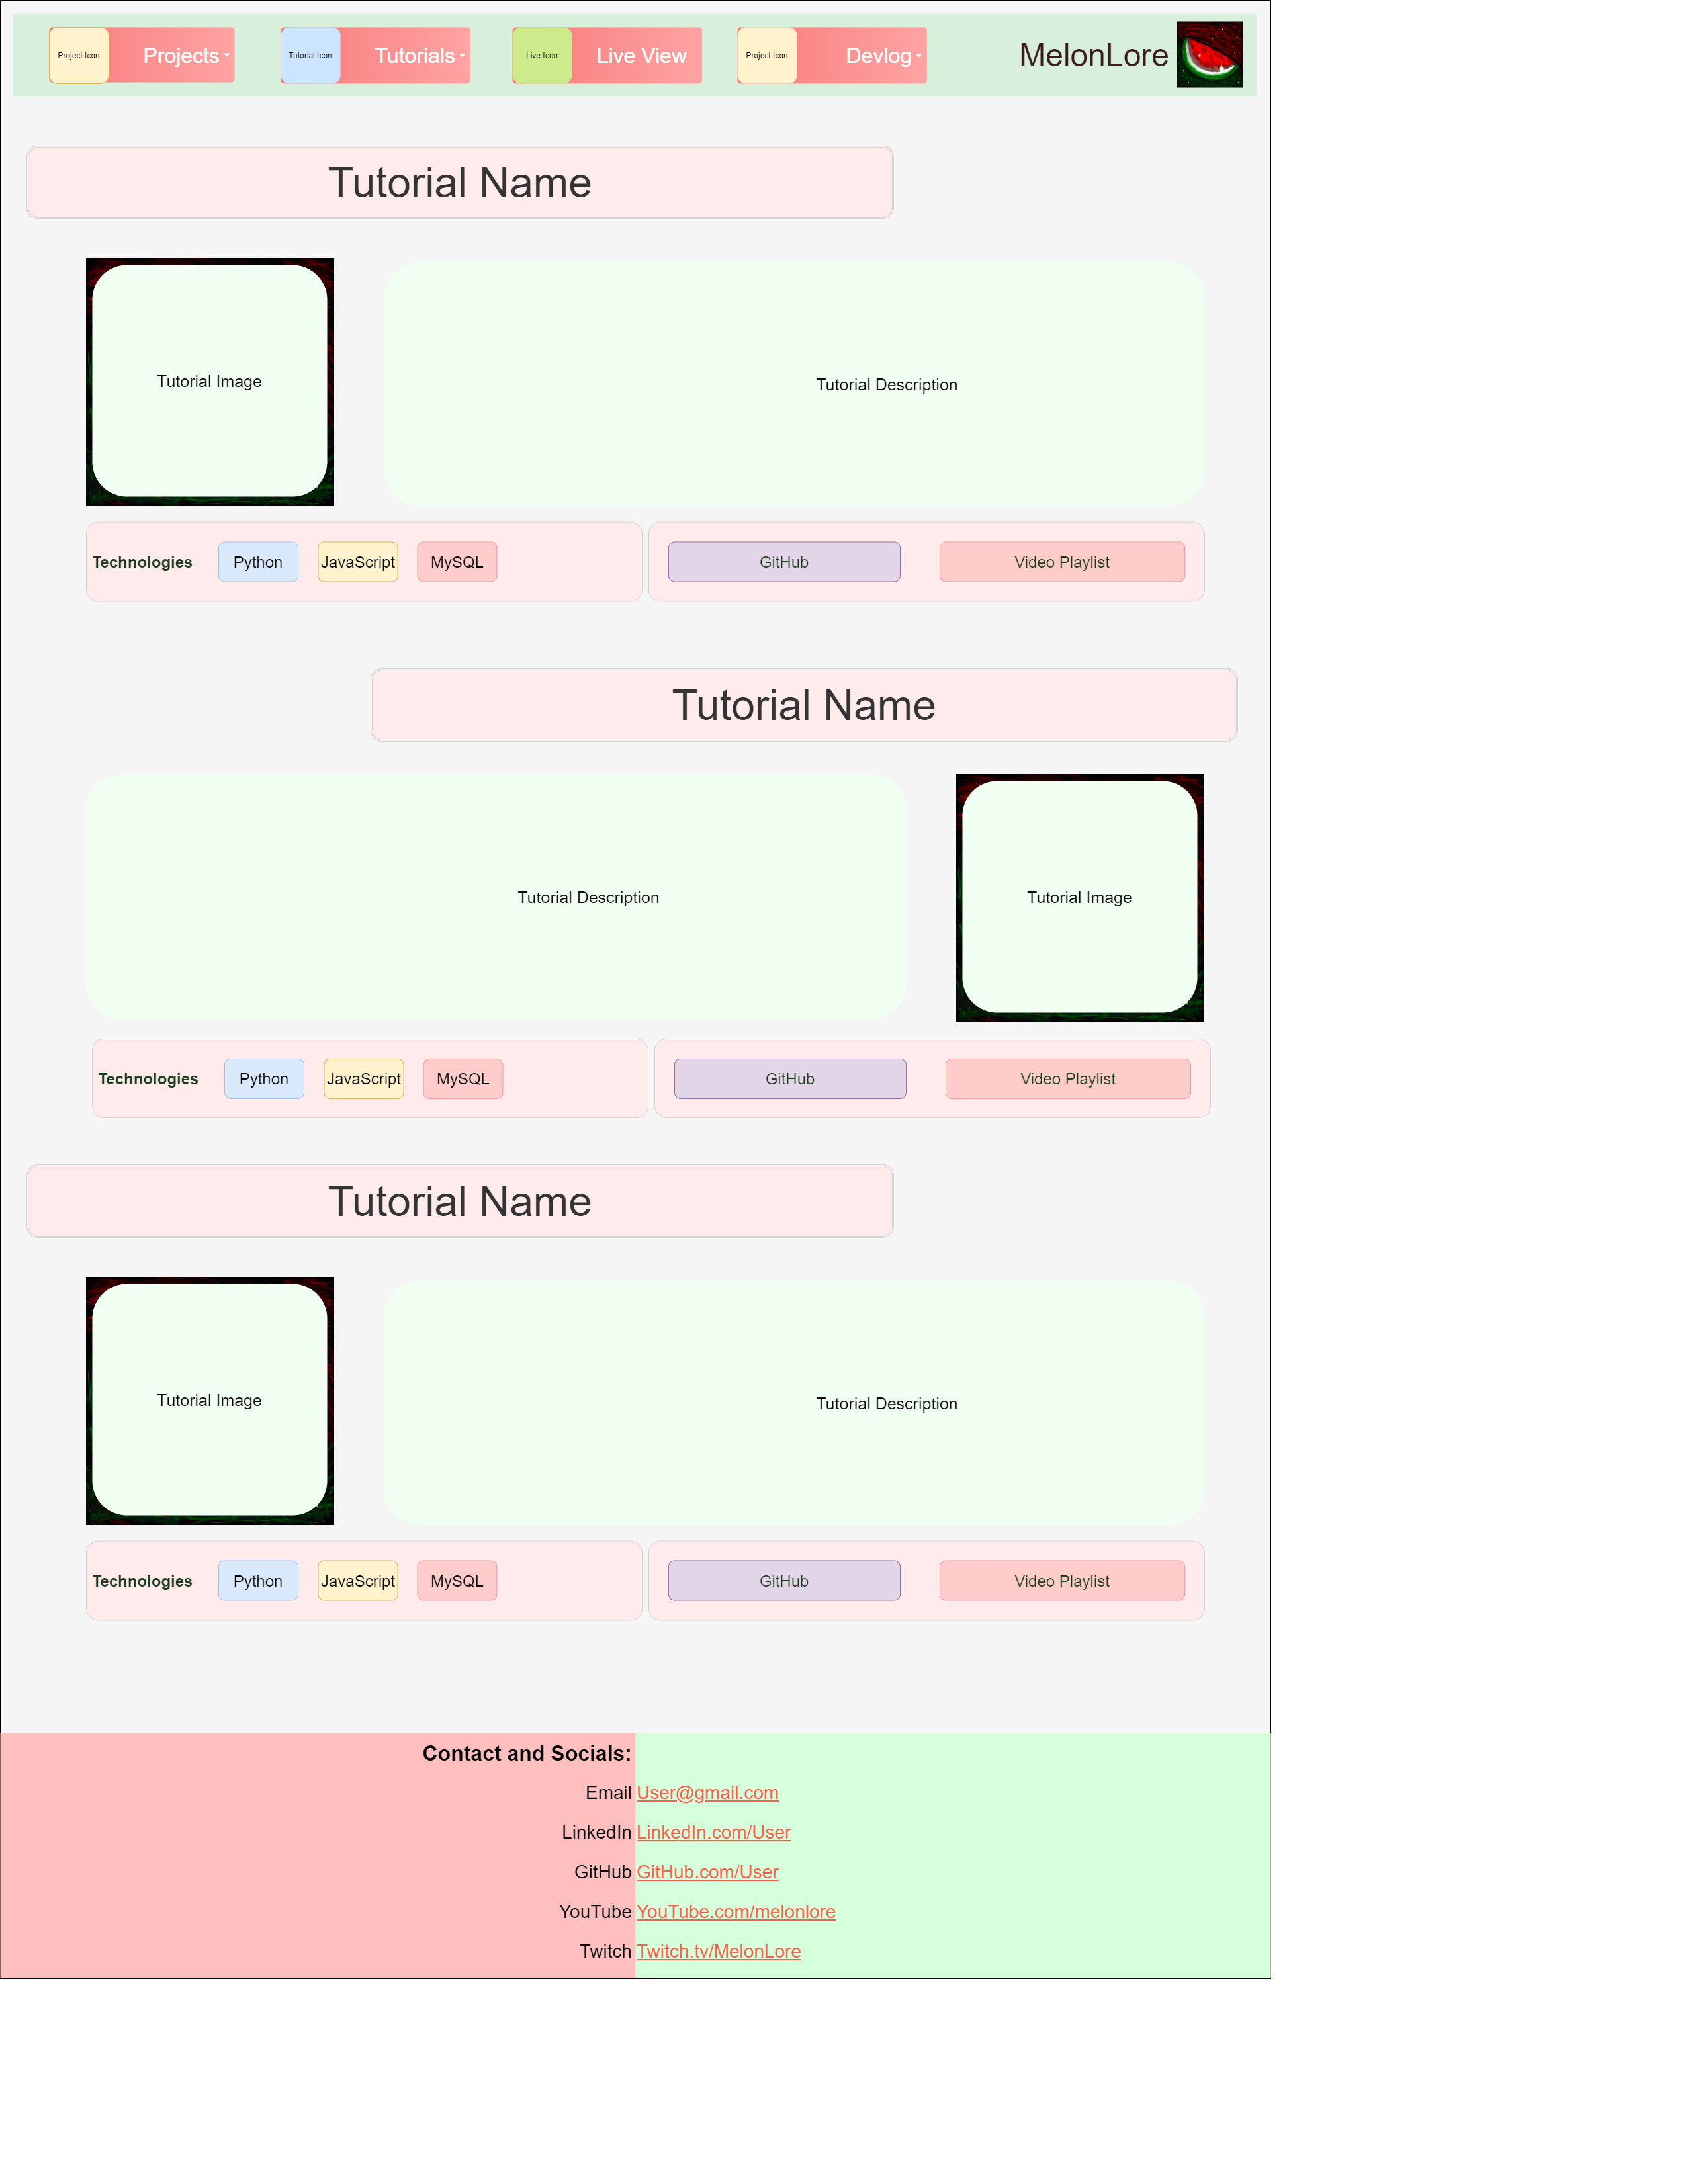 Project Icon
Projects
Tutorial Icon
Tutorials
Live Icon
Live View
Project Icon
Devlog
MelonLore
Tutorial Name
Tutorial Image
Tutorial Description
Technologies
Python
JavaScript
MySQL
GitHub
Video Playlist
Tutorial Name
Tutorial Description
Tutorial Image
Technologies
Python
JavaScript
MySQL
GitHub
Video Playlist
Tutorial Name
Tutorial Image
Tutorial Description
Technologies
Python
JavaScript
MySQL
GitHub
Video Playlist
Contact and Socials:
Email User@gmail.com
LinkedIn LinkedIn.com/User
GitHub GitHub.com/User
YouTube YouTube.com/melonlore
Twitch Twitch.tv/MelonLore